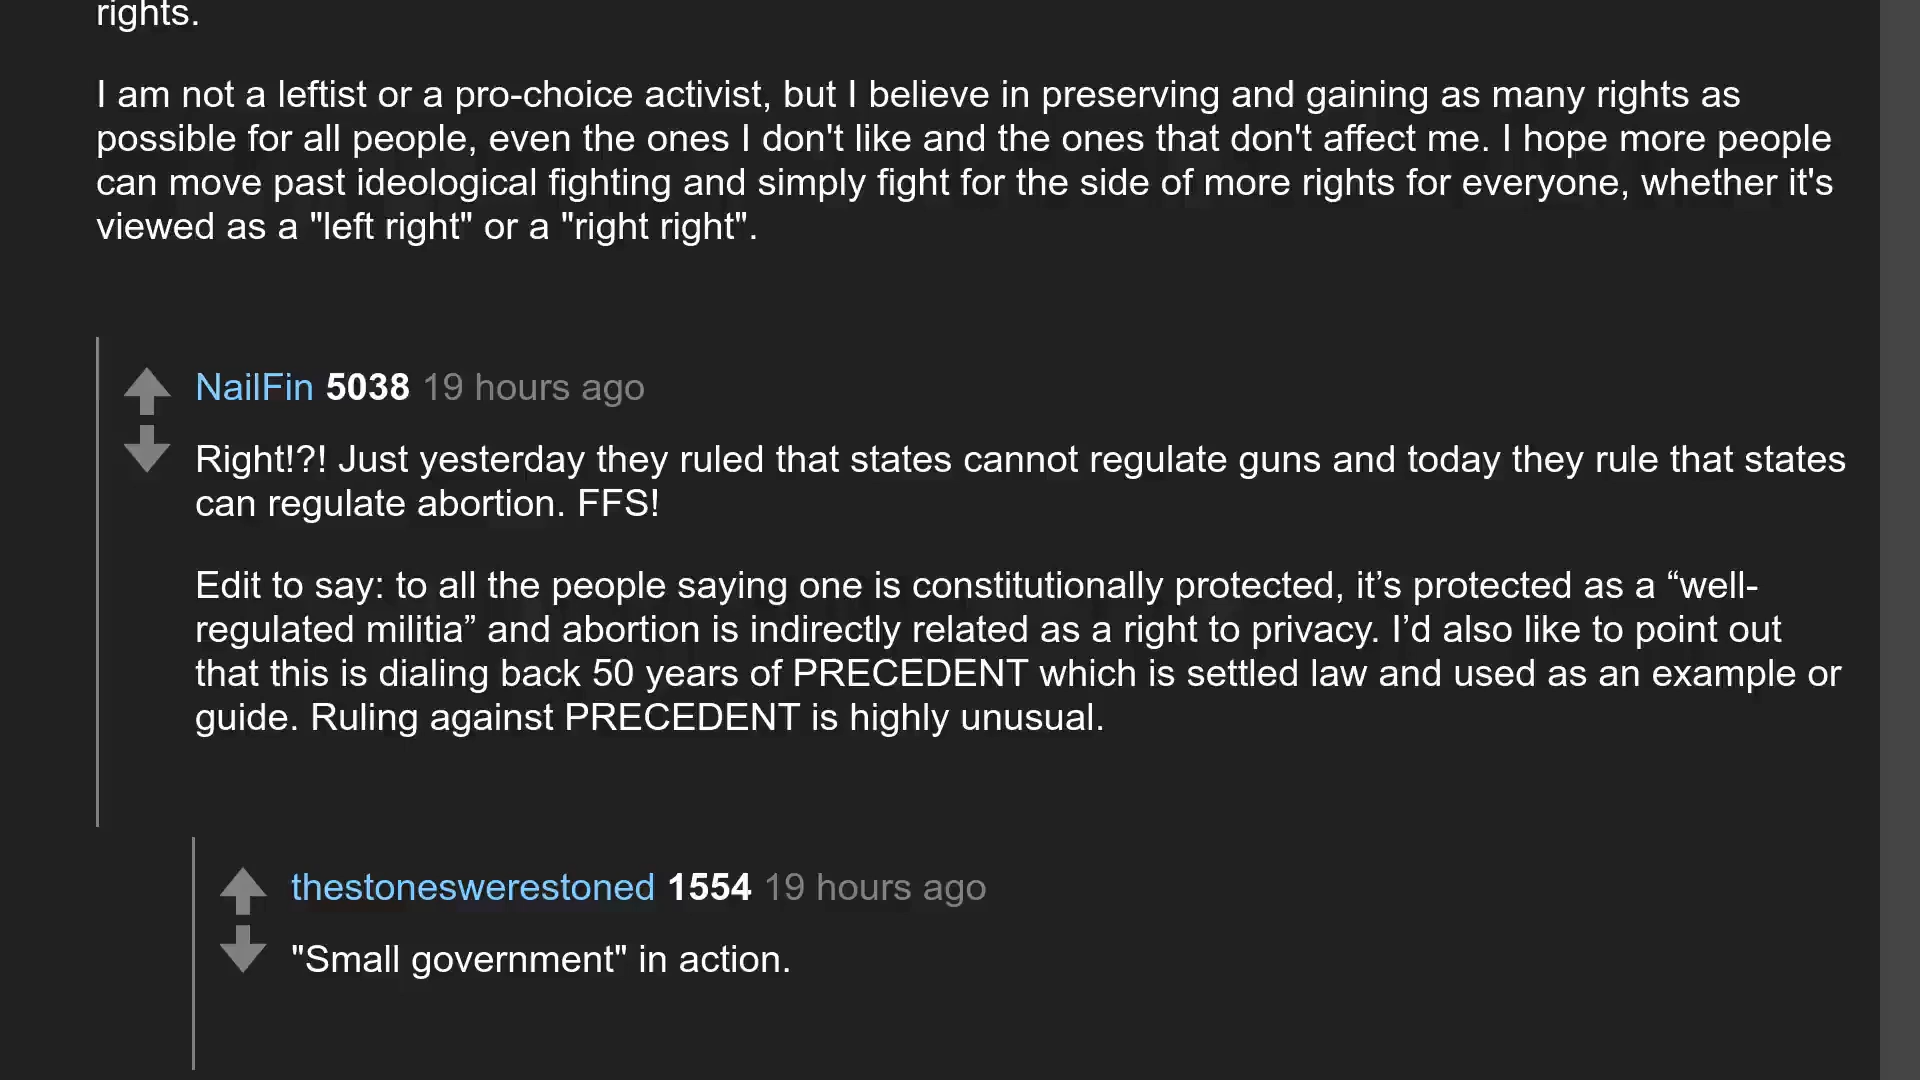 rights.
I am not a leftist or a pro-choice activist, but I believe in preserving and gaining as many rights as
possible for all people, even the ones I don't like and the ones that don't affect me. I hope more people
can move past ideological fighting and simply fight for the side of more rights for everyone, whether it's
viewed as a "left right" or a "right right".
NailFin 5038 19 hours ago
Right!?! Just yesterday they ruled that states cannot regulate guns and today they rule that states
can regulate abortion. FFS!
Edit to say: to all the people saying one is constitutionally protected, it’s protected as a “well-
regulated militia” and abortion is indirectly related as a right to privacy. I’d also like to point out
that this is dialing back 50 years of PRECEDENT which is settled law and used as an example or
guide. Ruling against PRECEDENT is highly unusual.
thestoneswerestoned 1554 19 hours ago
"Small government" in action.